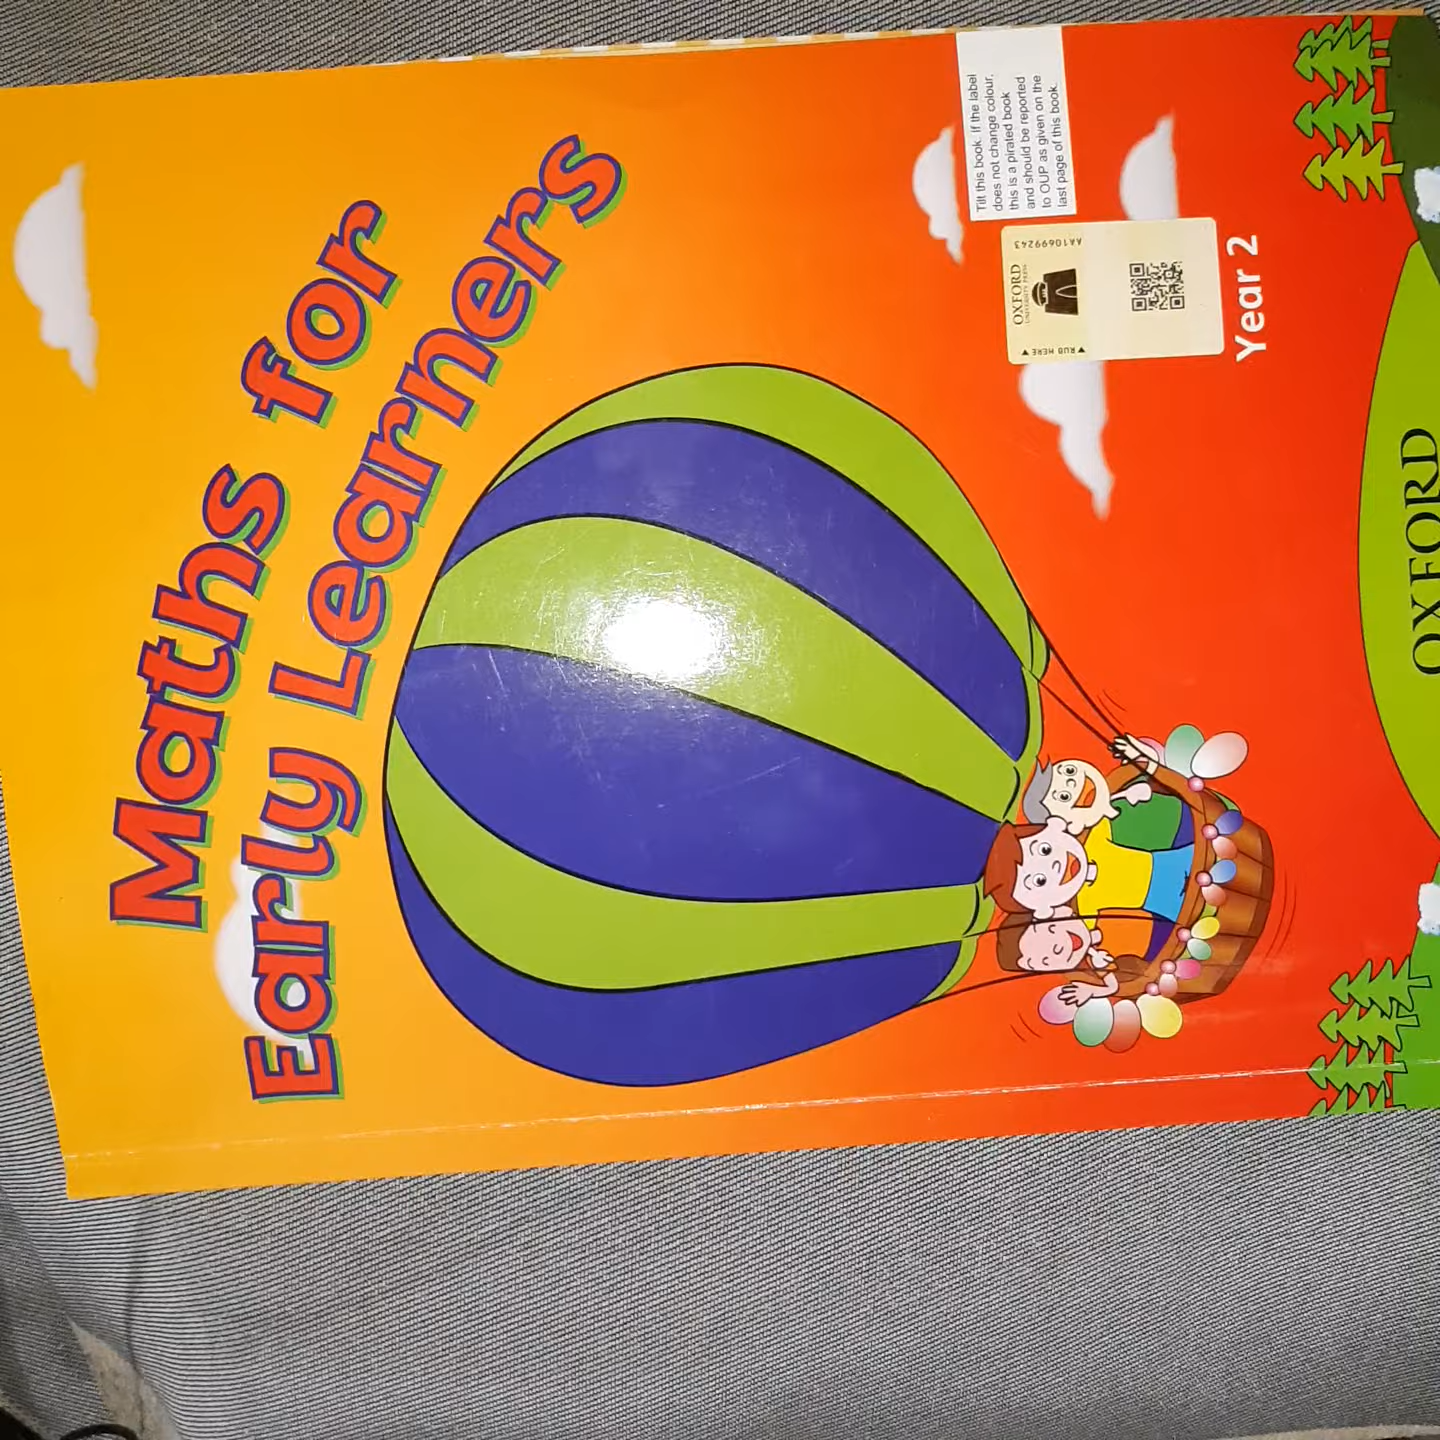 Maths for
Early Learners
Tilt this book. If the label
does not change colour,
this is a pirated book
and should be reported
to OUP as given on the
last page of this book.
AA10699243
OXFORD
UNIVERSITY PRESS
▼ RUB HERE ▼
Year 2
OXFORD